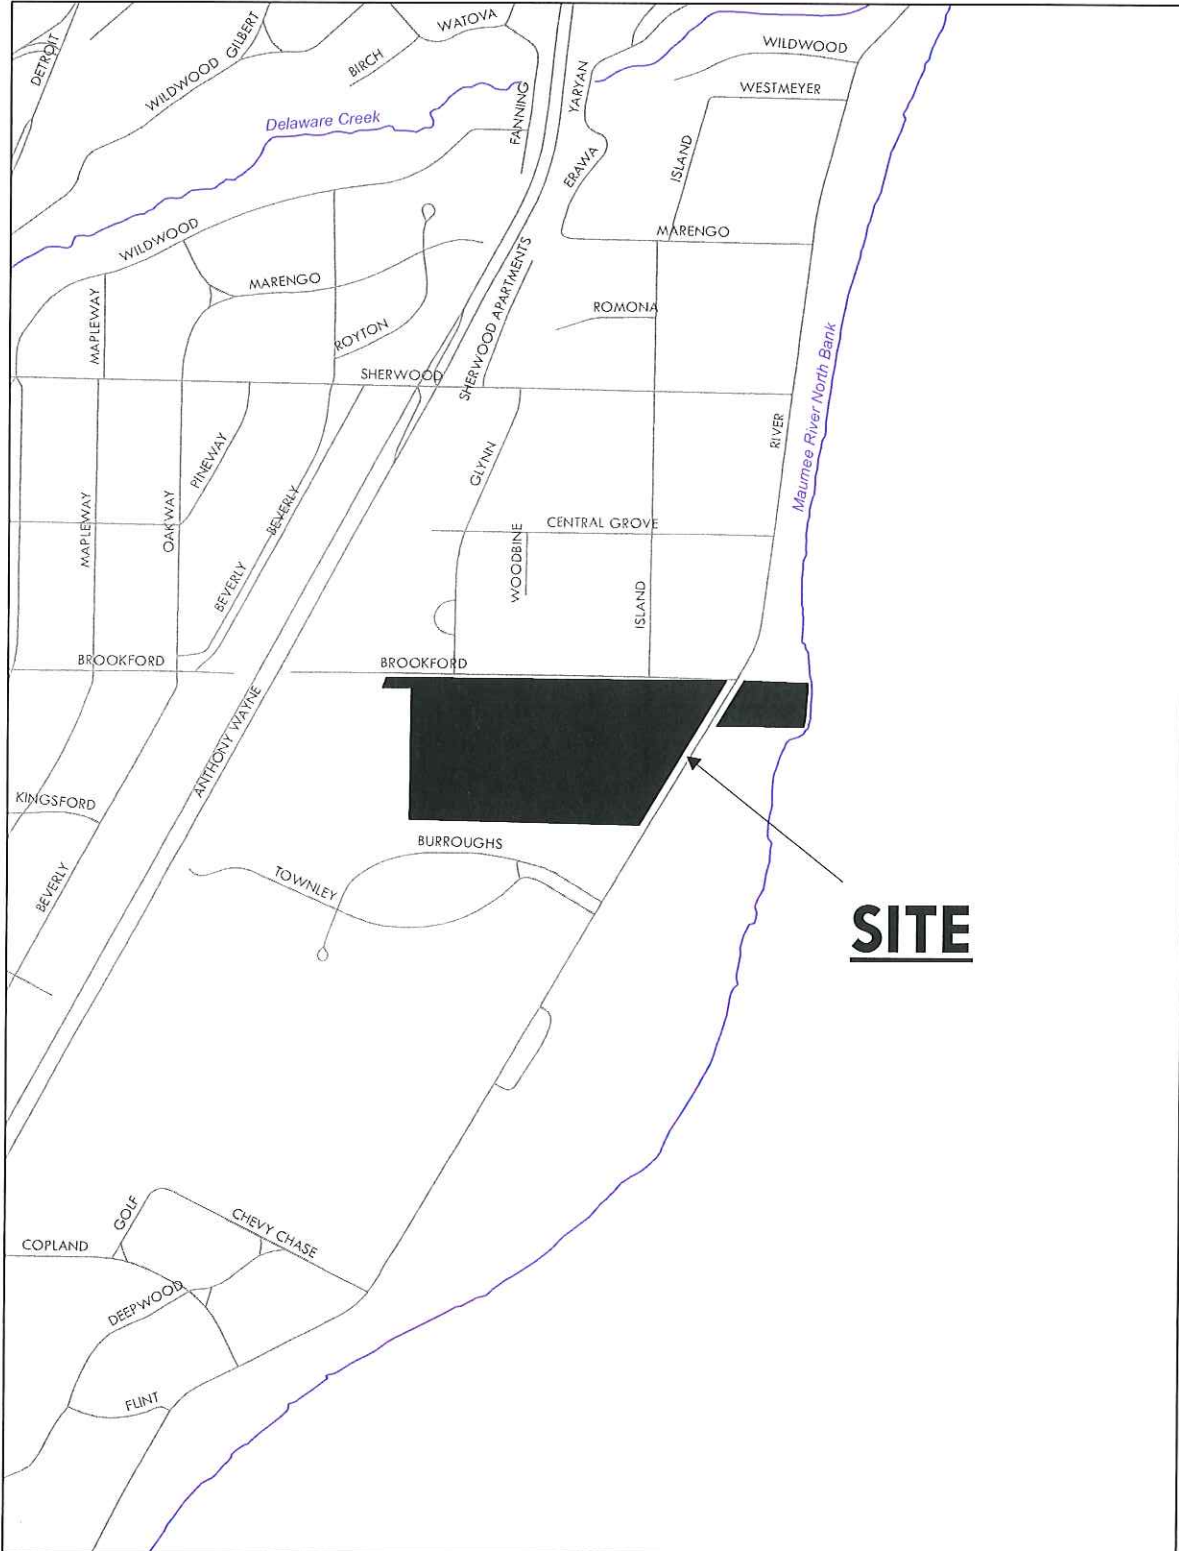 WATOVA
GILBERT
DETROIT
WILDWOOD
BIRCH
WILDWOOD
YARYAN
WESTMEYER
FANNING
Delaware Creek
ERAWA
ISLAND
WILDWOOD
MARENGO
MARENGO
MAPLEWAY
SHERWOOD APARTMENTS
ROMONA
ROYTON
SHERWOOD
Maumee River North Bank
RIVER
PINEWAY
GLYNN
MAPLEWAY
OAKWAY
BEVERLY
CENTRAL GROVE
WOODBINE
BEVERLY
ISLAND
BROOKFORD
BROOKFORD
ANTHONY WAYNE
KINGSFORD
BURROUGHS
TOWNLEY
BEVERLY
SITE
GOLF
CHEVY CHASE
COPLAND
DEEPWOOD
FLINT